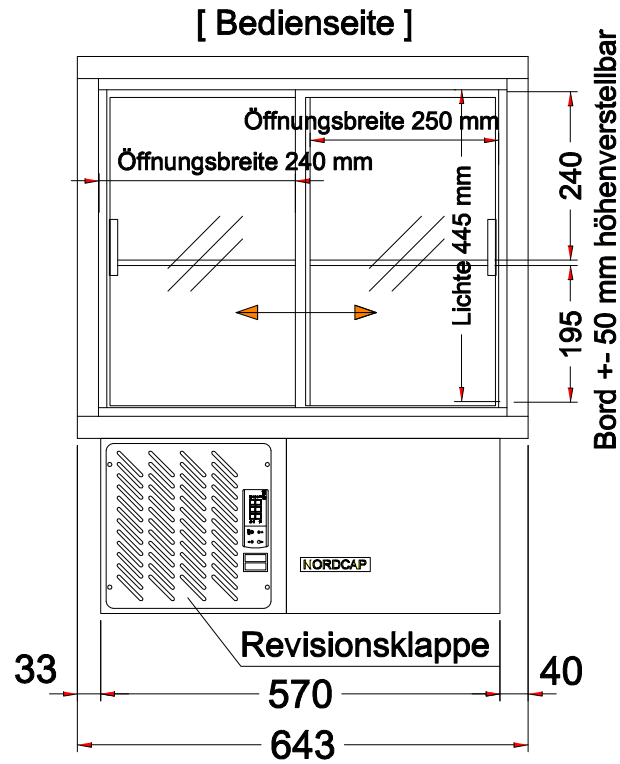 [ Bedienseite ]
Öffnungsbreite 250 mm
Öffnungsbreite 240 mm
Lichte 445 mm
240
195
Bord +- 50 mm höhenverstellbar
NORDCAP
Revisionsklappe
33
570
40
643